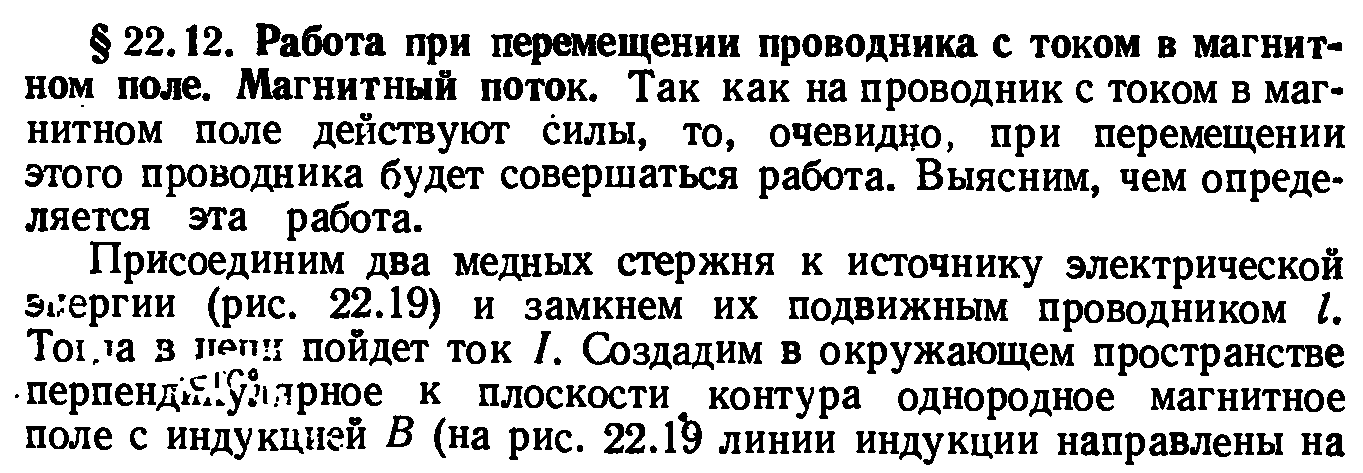 § 22.12. Работа при перемещении проводника с током в магнит-
ном поле. Магнитный поток. Так как на проводник с током в маг-
нитном поле действуют силы, то, очевидно, при перемещении
этого проводника будет совершаться работа. Выясним, чем опреде-
ляется эта работа.
Присоединим два медных стержня к источнику электрической
энергии (рис. 22.19) и замкнем их подвижным проводником l.
Тогда в цепи пойдет ток I. Создадим в окружающем пространстве
перпендикулярное к плоскости контура однородное магнитное
поле с индукцией B (на рис. 22.19 линии индукции направлены на